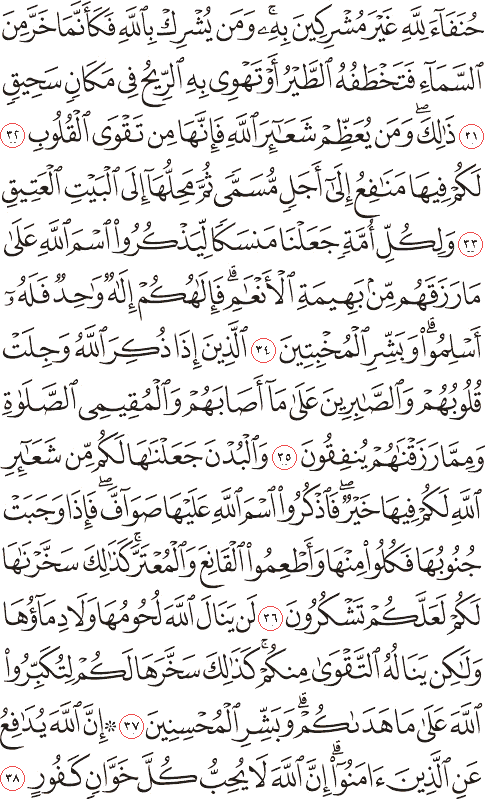 حُنَفَآءَ لِلَّهِ غَيْرَ مُشْرِكِينَ بِهِۦۚ وَمَن يُشْرِكْ بِٱللَّهِ فَكَأَنَّمَا خَرَّ مِنَ
ٱلسَّمَآءِ فَتَخْطَفُهُ ٱلطَّيْرُ أَوْ تَهْوِى بِهِ ٱلرِّيحُ فِى مَكَانٍ سَحِيقٍ
٣١ ذَٰلِكَۖ وَمَن يُعَظِّمْ شَعَٰٓئِرَ ٱللَّهِ فَإِنَّهَا مِن تَقْوَى ٱلْقُلُوبِ ٣٢
لَكُمْ فِيهَا مَنَٰفِعُ إِلَىٰٓ أَجَلٍ مُّسَمًّى ثُمَّ مَحِلُّهَآ إِلَى ٱلْبَيْتِ ٱلْعَتِيقِ
٣٣ وَلِكُلِّ أُمَّةٍ جَعَلْنَا مَنسَكًا لِّيَذْكُرُوا۟ ٱسْمَ ٱللَّهِ عَلَىٰ
مَا رَزَقَهُم مِّنۢ بَهِيمَةِ ٱلْأَنْعَٰمِۗ فَإِلَٰهُكُمْ إِلَٰهٌ وَٰحِدٌ فَلَهُۥٓ
أَسْلِمُوا۟ۗ وَبَشِّرِ ٱلْمُخْبِتِينَ ٣٤ ٱلَّذِينَ إِذَا ذُكِرَ ٱللَّهُ وَجِلَتْ
قُلُوبُهُمْ وَٱلصَّٰبِرِينَ عَلَىٰ مَآ أَصَابَهُمْ وَٱلْمُقِيمِى ٱلصَّلَوٰةِ
وَمِمَّا رَزَقْنَٰهُمْ يُنفِقُونَ ٣٥ وَٱلْبُدْنَ جَعَلْنَٰهَا لَكُم مِّن شَعَٰٓئِرِ
ٱللَّهِ لَكُمْ فِيهَا خَيْرٌۖ فَٱذْكُرُوا۟ ٱسْمَ ٱللَّهِ عَلَيْهَا صَوَآفَّۖ فَإِذَا وَجَبَتْ
جُنُوبُهَا فَكُلُوا۟ مِنْهَا وَأَطْعِمُوا۟ ٱلْقَانِعَ وَٱلْمُعْتَرَّۚ كَذَٰلِكَ سَخَّرْنَٰهَا
لَكُمْ لَعَلَّكُمْ تَشْكُرُونَ ٣٦ لَن يَنَالَ ٱللَّهَ لُحُومُهَا وَلَا دِمَآؤُهَا
وَلَٰكِن يَنَالُهُ ٱلتَّقْوَىٰ مِنكُمْۚ كَذَٰلِكَ سَخَّرَهَا لَكُمْ لِتُكَبِّرُوا۟
ٱللَّهَ عَلَىٰ مَا هَدَىٰكُمْۗ وَبَشِّرِ ٱلْمُحْسِنِينَ ٣٧ ۞ إِنَّ ٱللَّهَ يُدَٰفِعُ
عَنِ ٱلَّذِينَ ءَامَنُوٓا۟ۗ إِنَّ ٱللَّهَ لَا يُحِبُّ كُلَّ خَوَّانٍ كَفُورٍ ٣٨